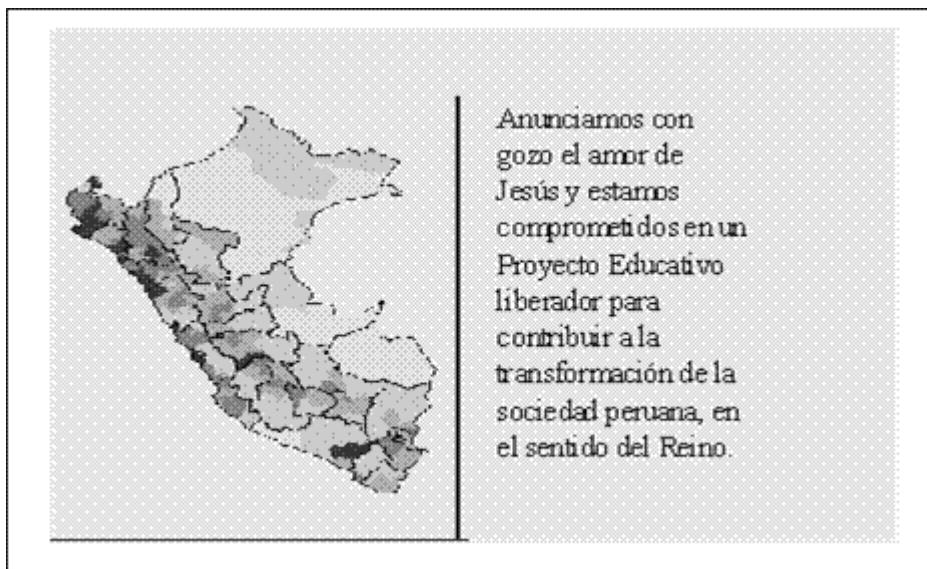 Anunciamos con
gozo el amor de
Jesús y estamos
comprometidos en un
Proyecto Educativo
liberador para
contribuir a la
transformación de la
sociedad peruana, en
el sentido del Reino.